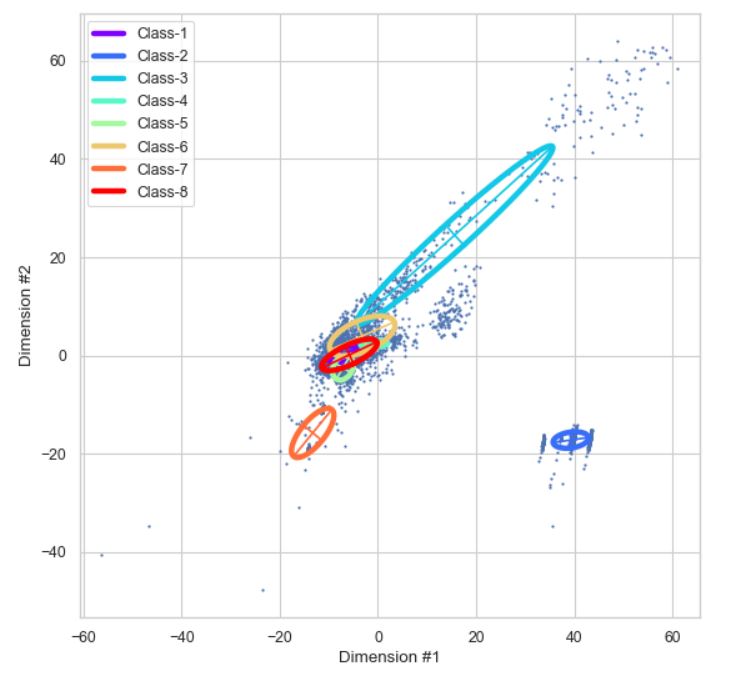 Class-1
Class-2
Class-3
Class-4
Class-5
Class-6
Class-7
Class-8
60
40
20
0
−20
−40
Dimension #2
−60 −40 −20 0 20 40 60
Dimension #1